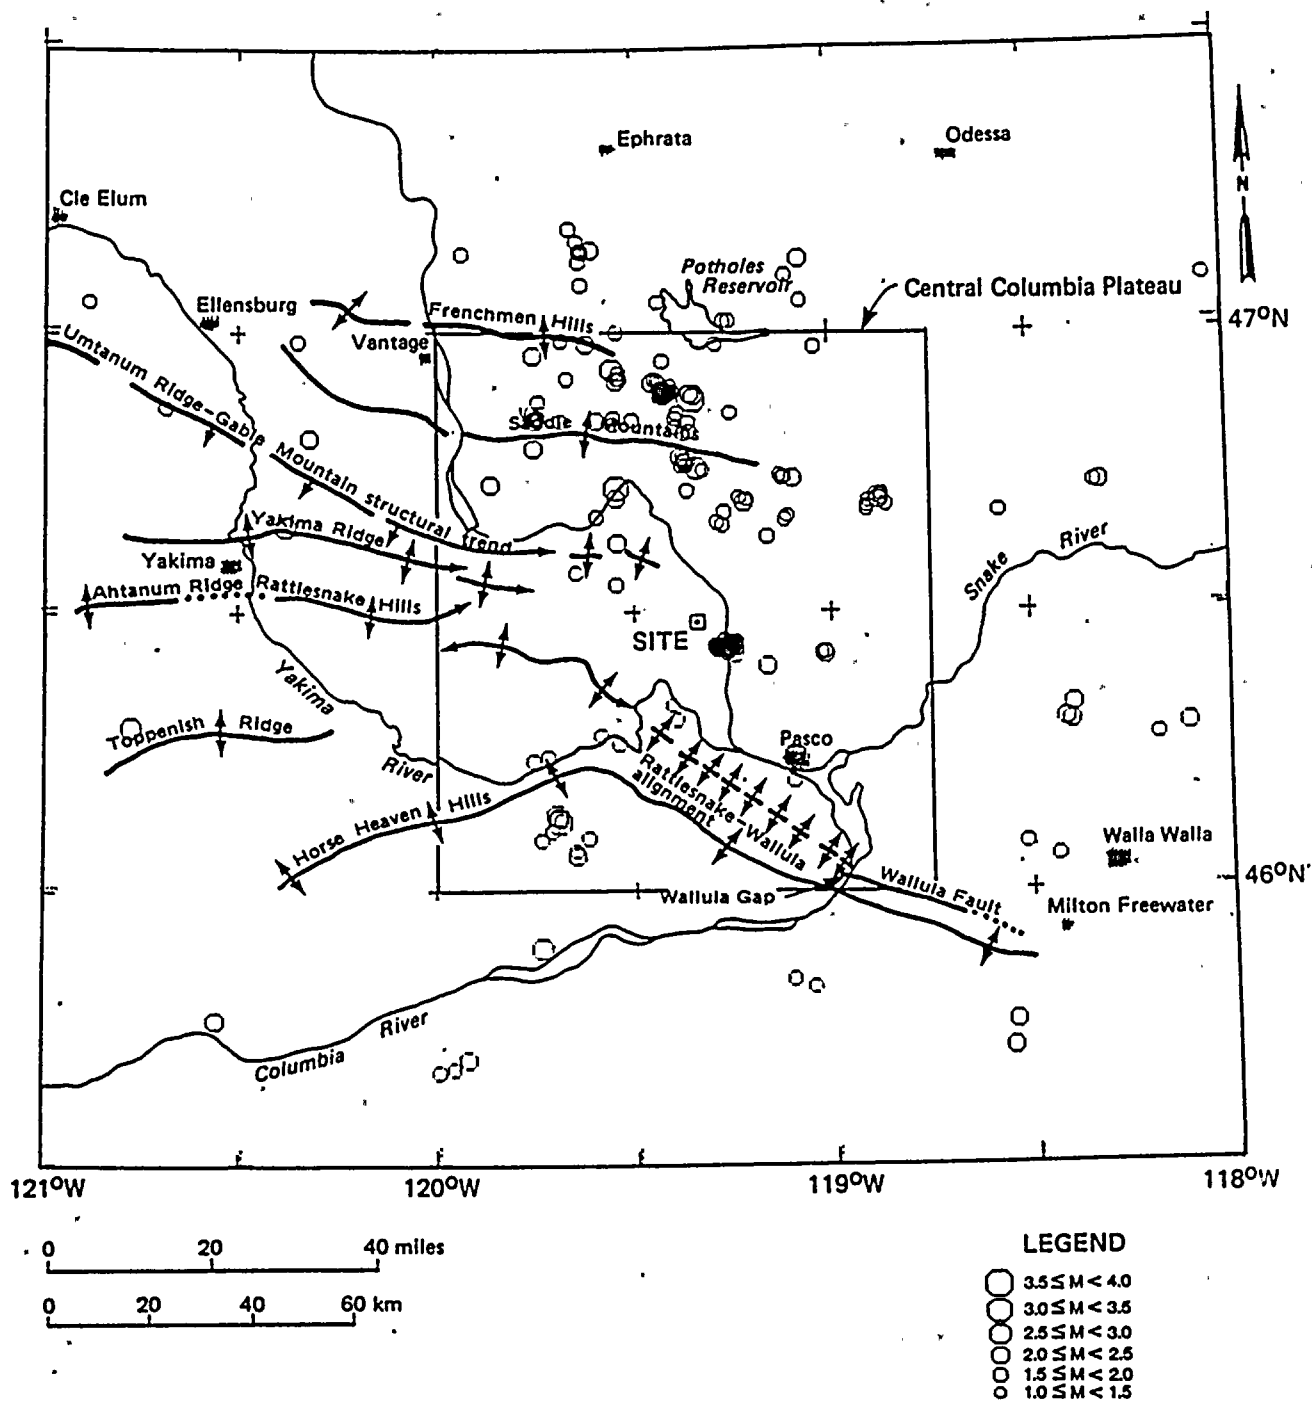 Ephrata
Odessa
N
Cle Elum
Potholes
Reservoir
Central Columbia Plateau
Ellensburg
Frenchmen Hills
47°N
Vantage
Umtanum Ridge-Gable Mountain structural trend
Saddle Mountains
Yakima Ridge
Snake River
Yakima
Ahtanum Ridge Rattlesnake Hills
SITE
Yakima River
Toppenish Ridge
Pasco
Rattlesnake-Wallula
alignment
Horse Heaven Hills
Walla Walla
46°N
Wallula Gap
Wallula Fault
Milton Freewater
Columbia River
121°W
120°W
119°W
118°W
0 20 40 miles
0 20 40 60 km
LEGEND
3.5 ≤ M < 4.0
3.0 ≤ M < 3.5
2.5 ≤ M < 3.0
2.0 ≤ M < 2.5
1.5 ≤ M < 2.0
1.0 ≤ M < 1.5